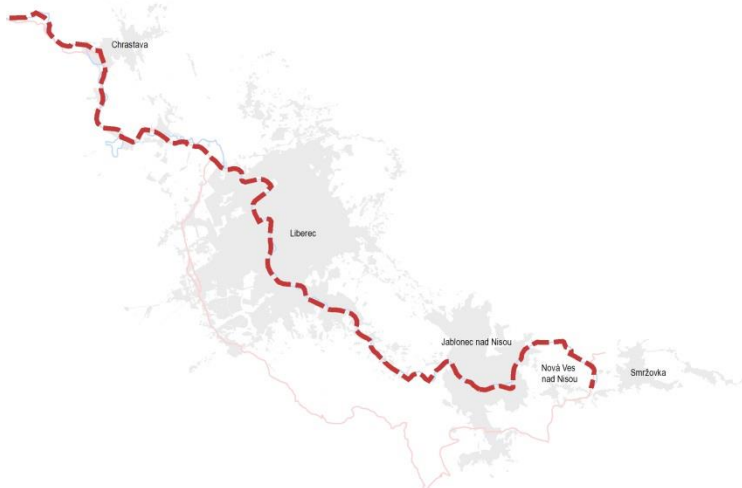 Chrastava
Liberec
Jablonec nad Nisou
Nová Ves
nad Nisou
Smržovka